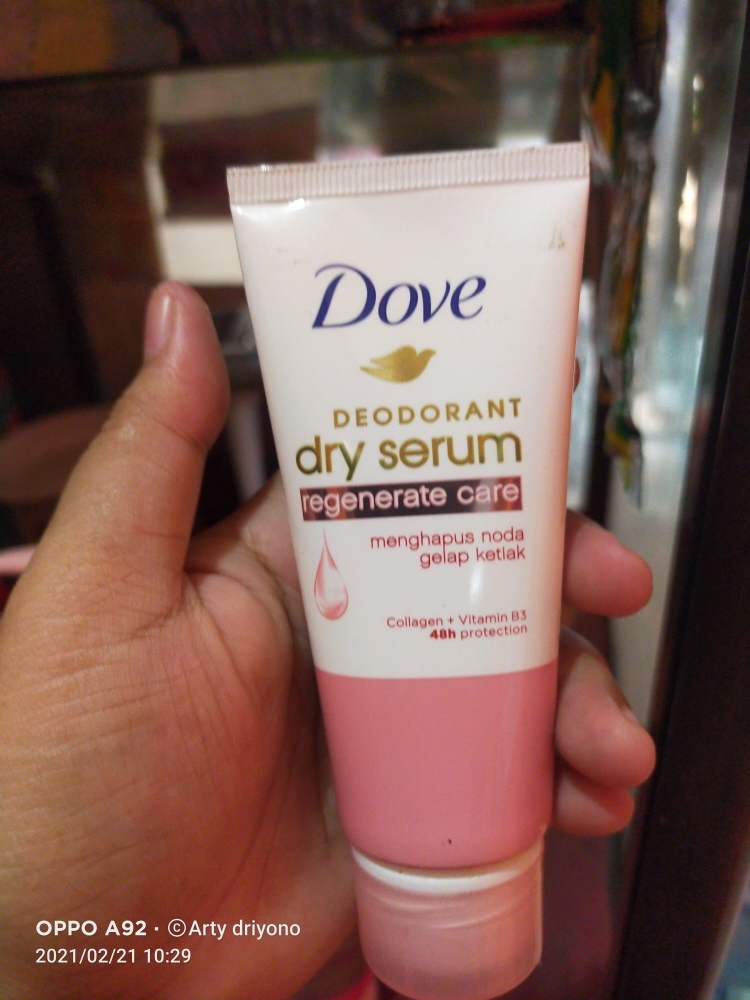 Dove
DEODORANT
dry serum
regenerate care
menghapus noda
gelap ketiak
Collagen + Vitamin B3
48h protection
OPPO A92 · ©Arty driyono
2021/02/21 10:29